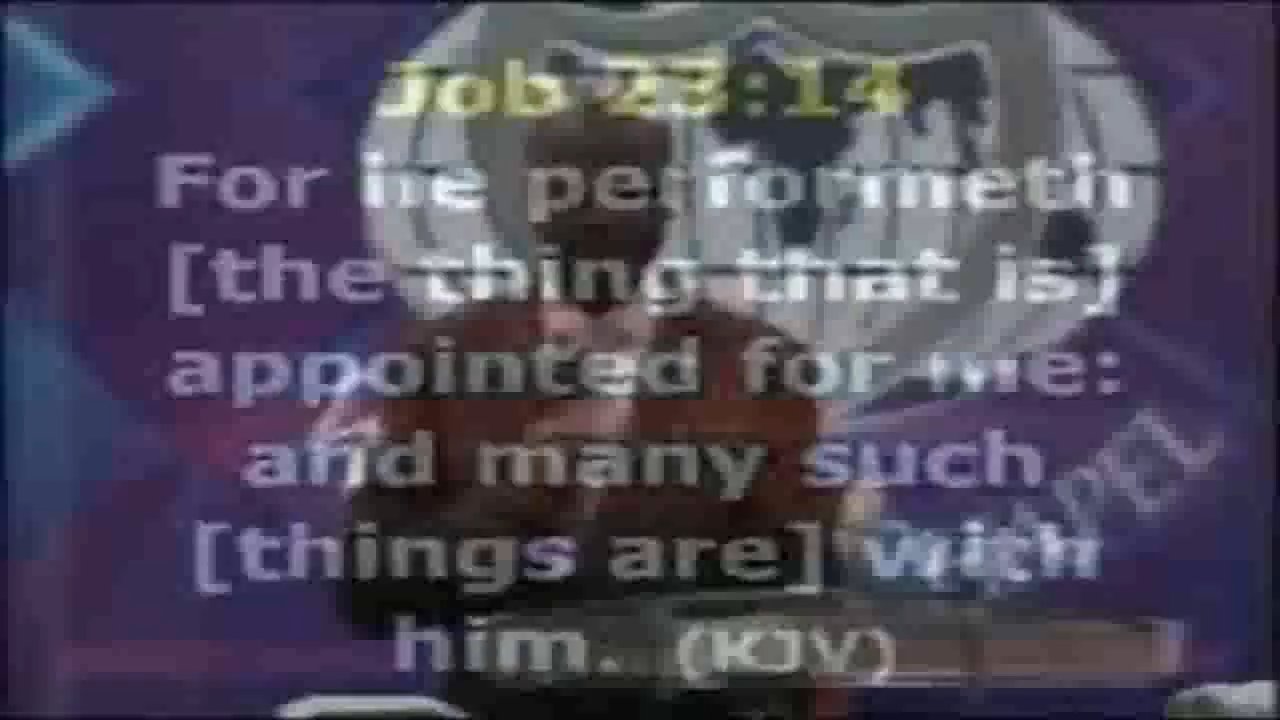 Job 23:14
For he performeth
[the thing that is]
appointed for me:
and many such
[things are] with
him. (KJV)